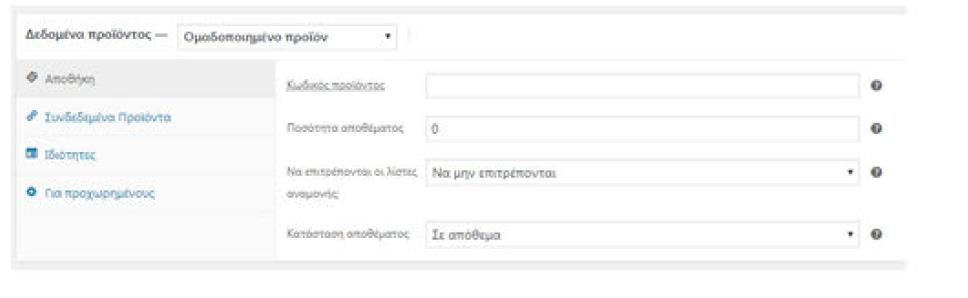 Δεδομένα προϊόντος — Ομαδοποιημένο προϊόν
Αποθήκη
Συνδεδεμένα Προϊόντα
Ιδιότητες
Για προχωρημένους
Κωδικός προϊόντος
Ποσότητα αποθέματος 0
Να επιτρέπονται οι λίστες αναμονής; Να μην επιτρέπονται
Κατάσταση αποθέματος Σε απόθεμα